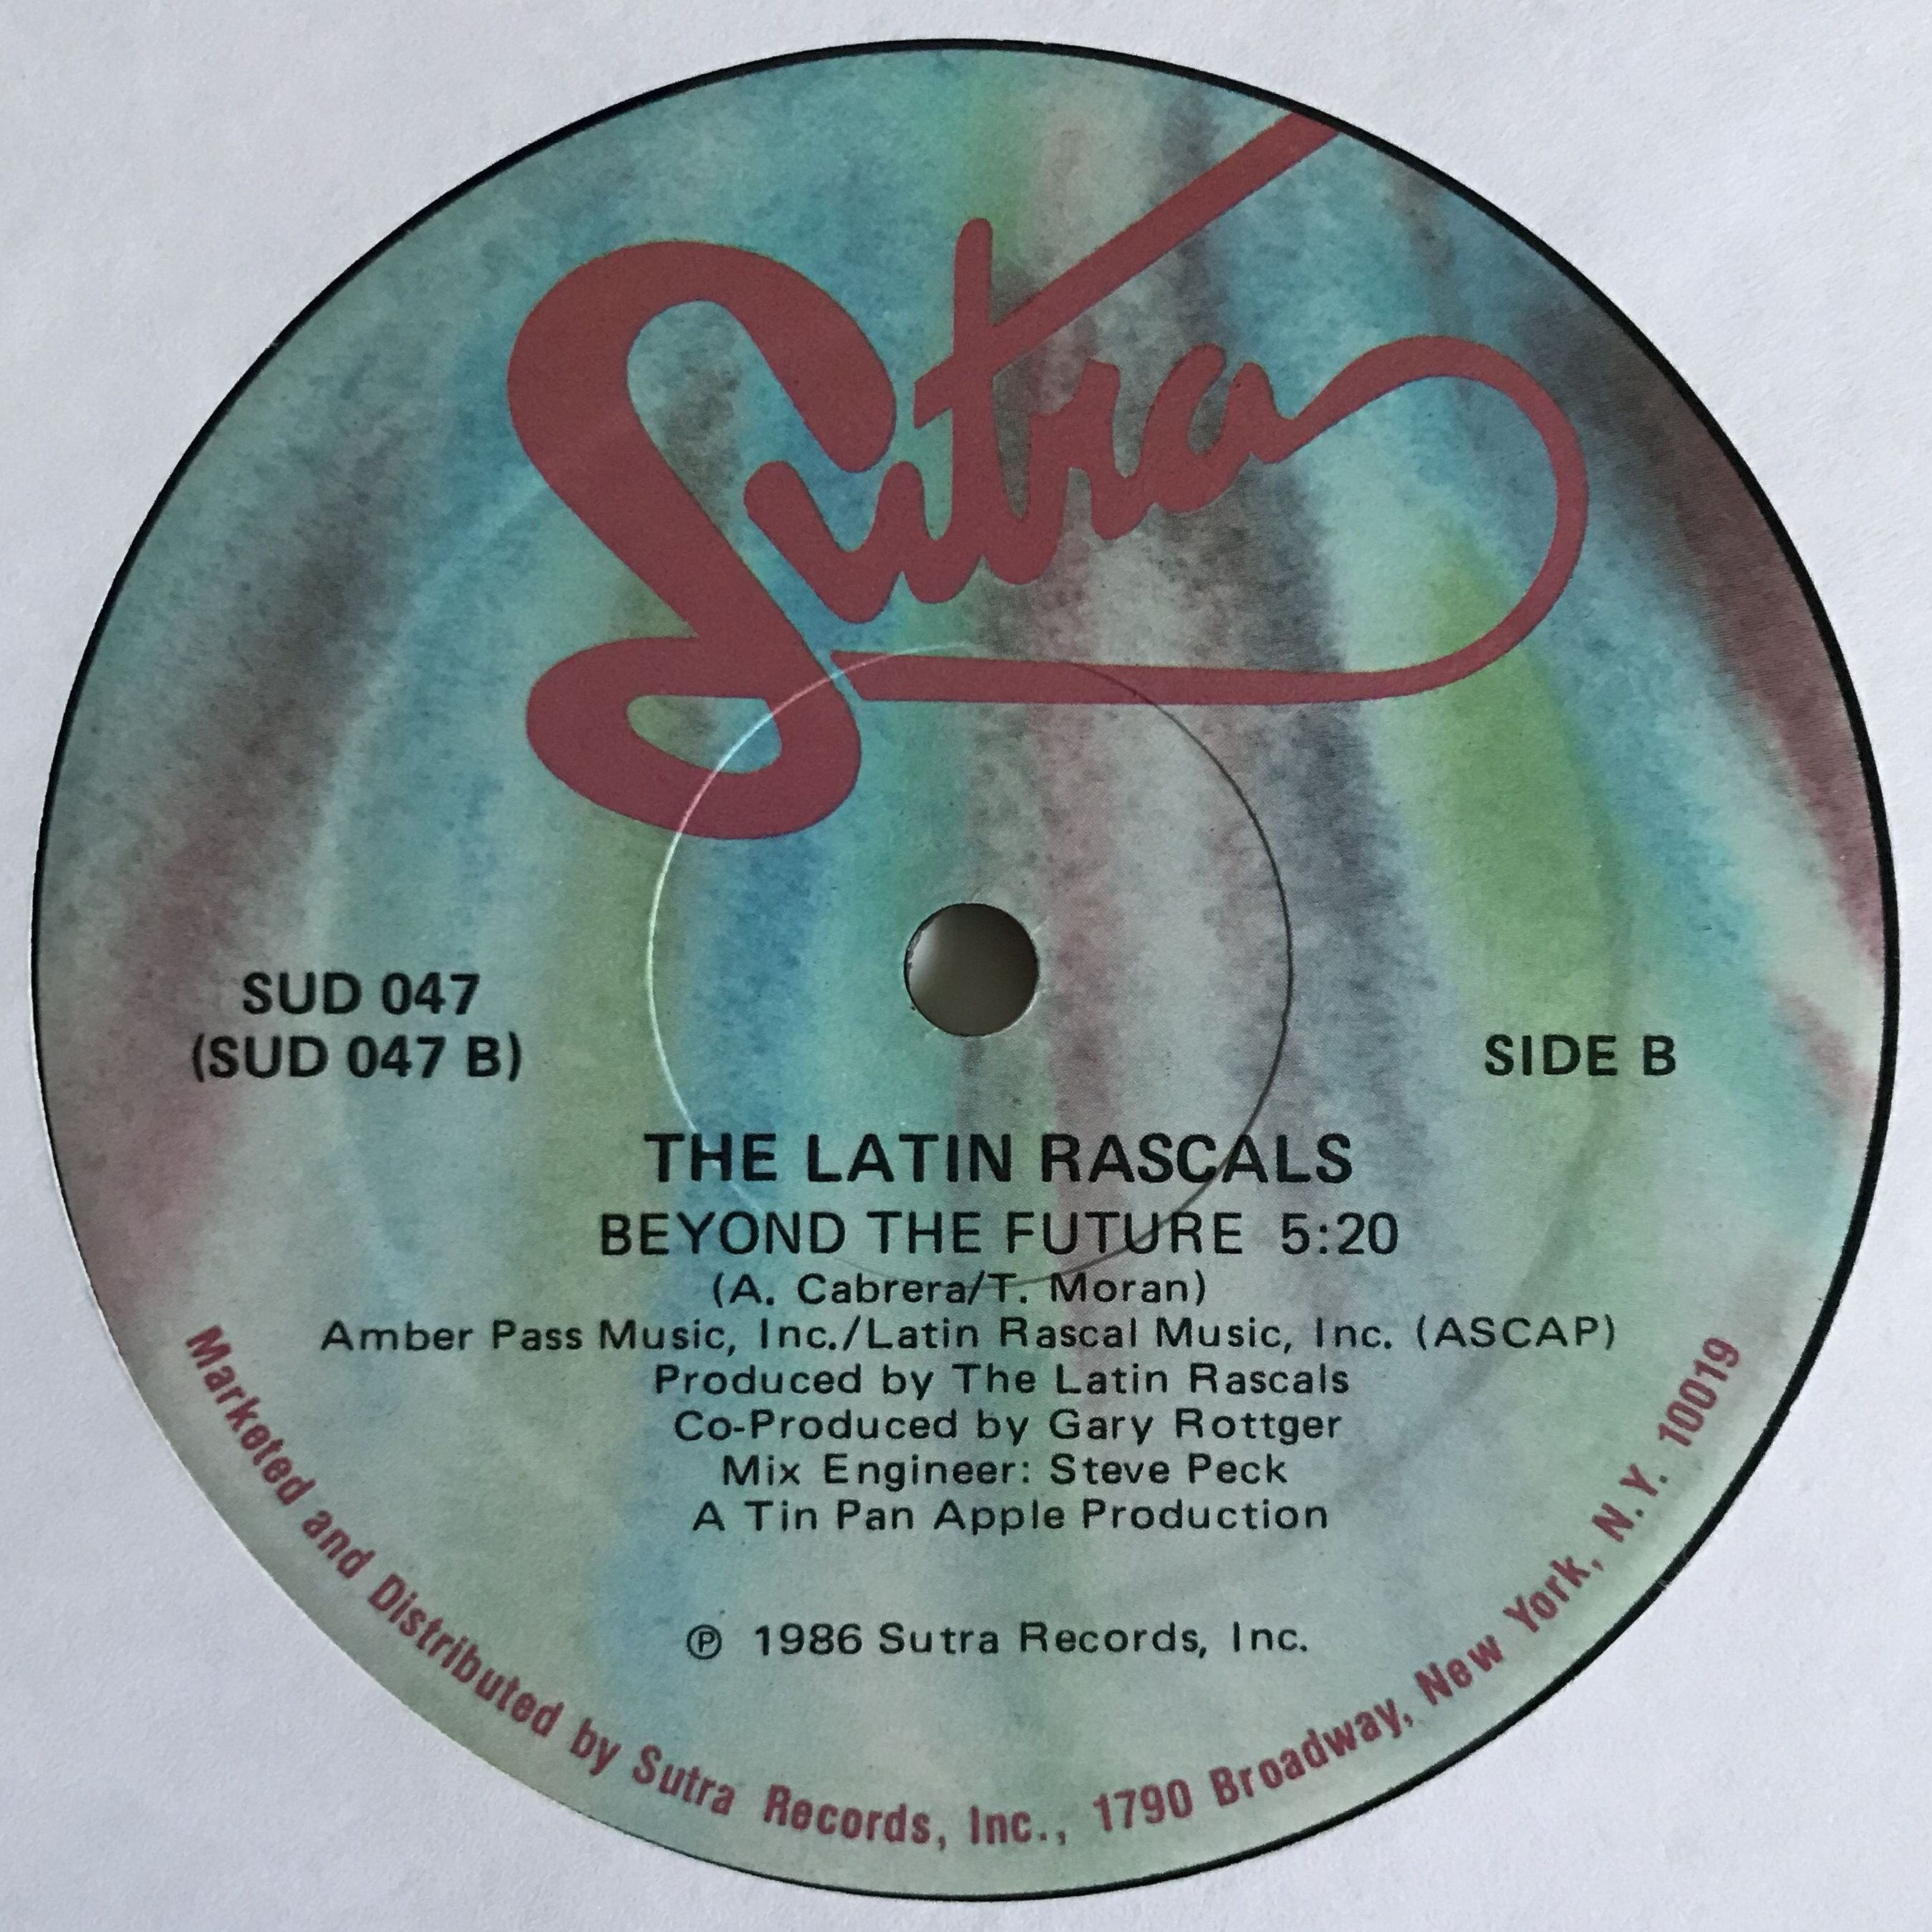 Sutra
SUD 047
(SUD 047 B)
SIDE B
THE LATIN RASCALS
BEYOND THE FUTURE 5:20
(A. Cabrera/T. Moran)
Amber Pass Music, Inc./Latin Rascal Music, Inc. (ASCAP)
Produced by The Latin Rascals
Co-Produced by Gary Rottger
Mix Engineer: Steve Peck
A Tin Pan Apple Production
℗ 1986 Sutra Records, Inc.
Marketed and Distributed by Sutra Records, Inc., 1790 Broadway, New York, N.Y. 10019